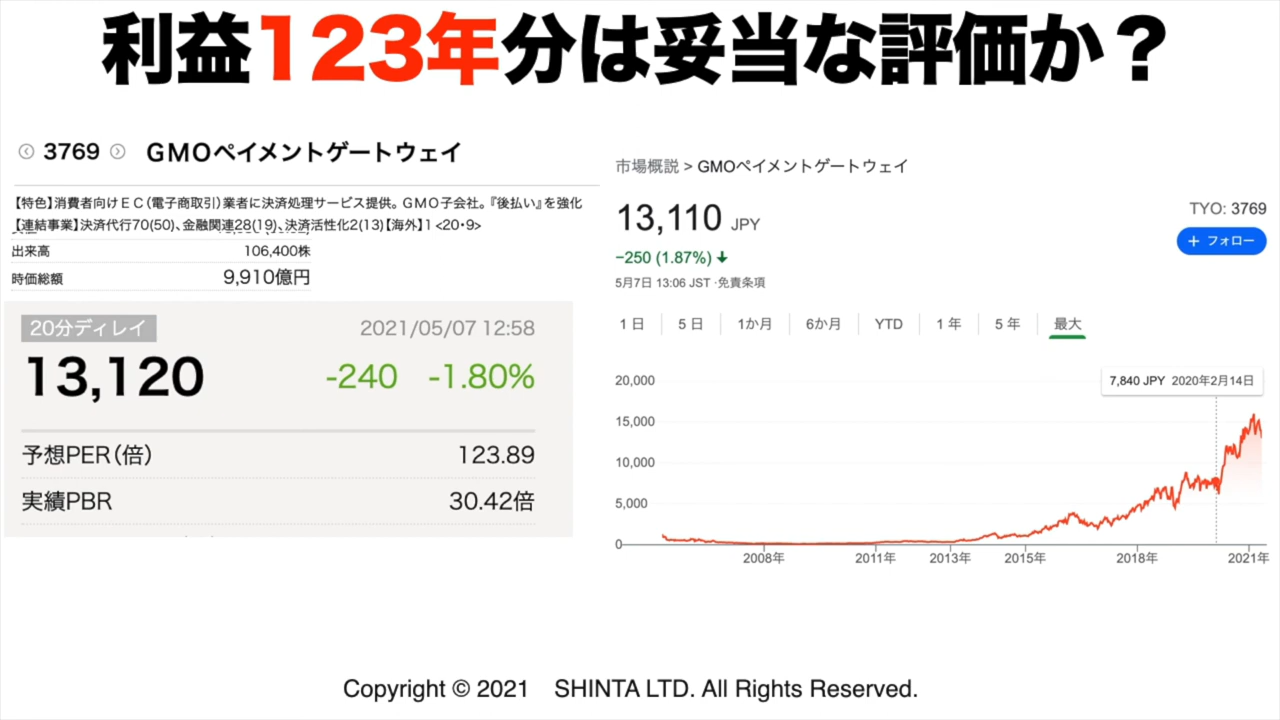 利益123年分は妥当な評価か?
3769 GMOペイメントゲートウェイ
【特色】消費者向けEC(電子商取引)業者に決済処理サービス提供。GMO子会社。『後払い』を強化
【連結事業】決済代行70(50)、金融関連28(19)、決済活性化2(13)【海外】1 <20・9>
出来高 106,400株
時価総額 9,910億円
20分ディレイ 2021/05/07 12:58
13,120 -240 -1.80%
予想PER(倍) 123.89
実績PBR 30.42倍
市場概説 > GMOペイメントゲートウェイ
13,110 JPY
TYO: 3769
+ フォロー
−250 (1.87%) ↓
5月7日 13:06 JST ·免責条項
1日 5日 1か月 6か月 YTD 1年 5年 最大
7,840 JPY 2020年2月14日
20,000
15,000
10,000
5,000
0
2008年 2011年 2013年 2015年 2018年 2021年
Copyright © 2021 SHINTA LTD. All Rights Reserved.